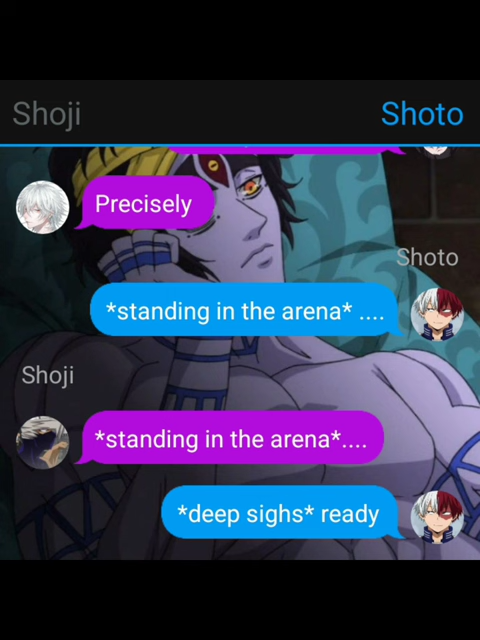 Shoji Shoto
Precisely
Shoto
*standing in the arena* ....
Shoji
*standing in the arena*....
*deep sighs* ready